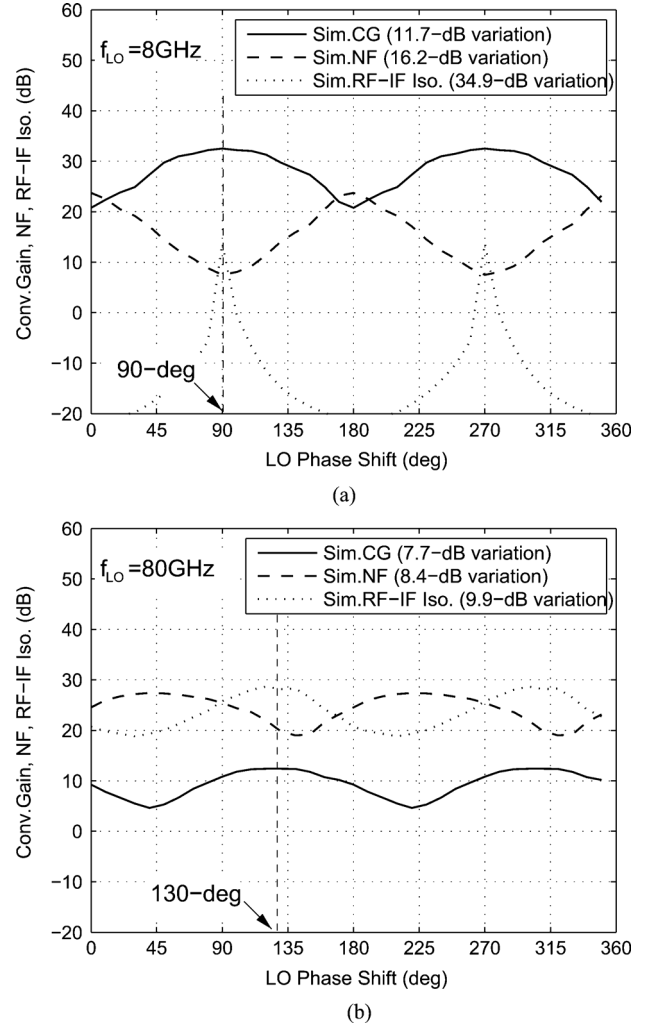 60
50
40
30
20
10
0
−10
−20
Conv.Gain, NF, RF−IF Iso. (dB)
fLO =8GHz
Sim.CG (11.7−dB variation)
Sim.NF (16.2−dB variation)
Sim.RF−IF Iso. (34.9−dB variation)
90−deg
0 45 90 135 180 225 270 315 360
LO Phase Shift (deg)
(a)
60
50
40
30
20
10
0
−10
−20
Conv.Gain, NF, RF−IF Iso. (dB)
fLO =80GHz
Sim.CG (7.7−dB variation)
Sim.NF (8.4−dB variation)
Sim.RF−IF Iso. (9.9−dB variation)
130−deg
0 45 90 135 180 225 270 315 360
LO Phase Shift (deg)
(b)